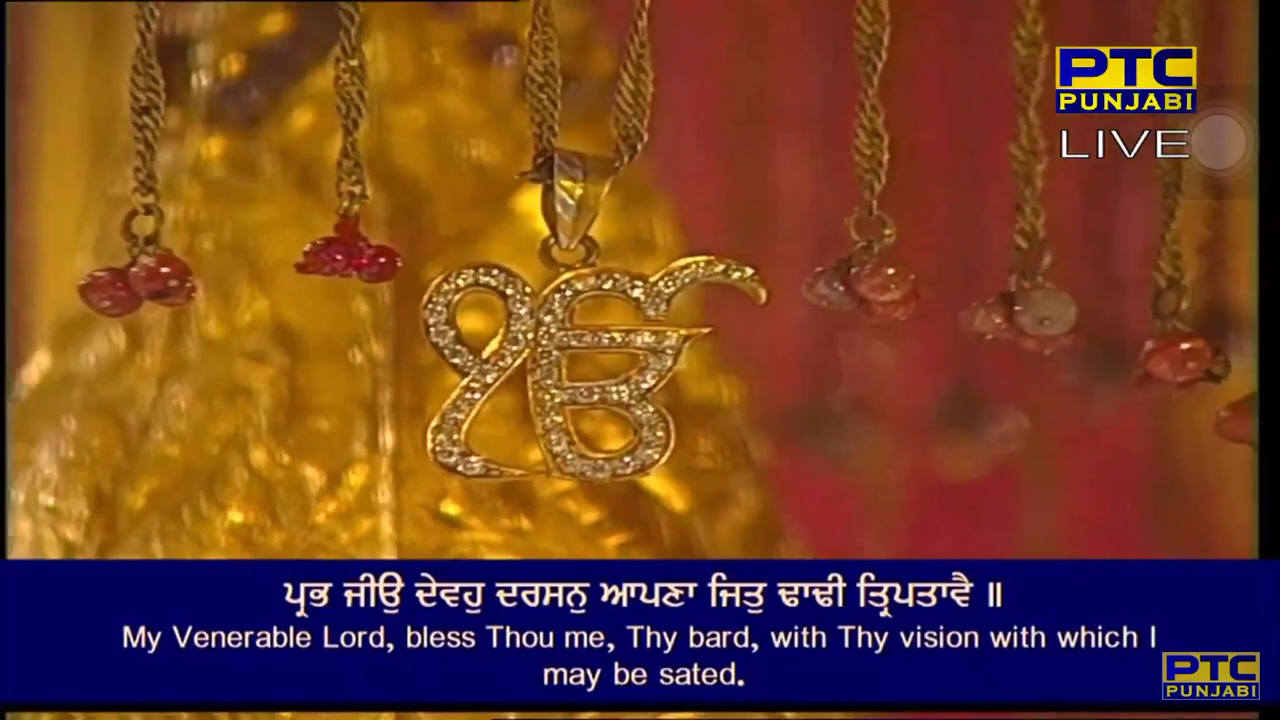 PTC
PUNJABI
LIVE
ੴ
ਪ੍ਰਭ ਜੀਉ ਦੇਵਹੁ ਦਰਸਨੁ ਆਪਣਾ ਜਿਤੁ ਢਾਢੀ ਤ੍ਰਿਪਤਾਵੈ ॥
My Venerable Lord, bless Thou me, Thy bard, with Thy vision with which I
may be sated.
PTC
PUNJABI